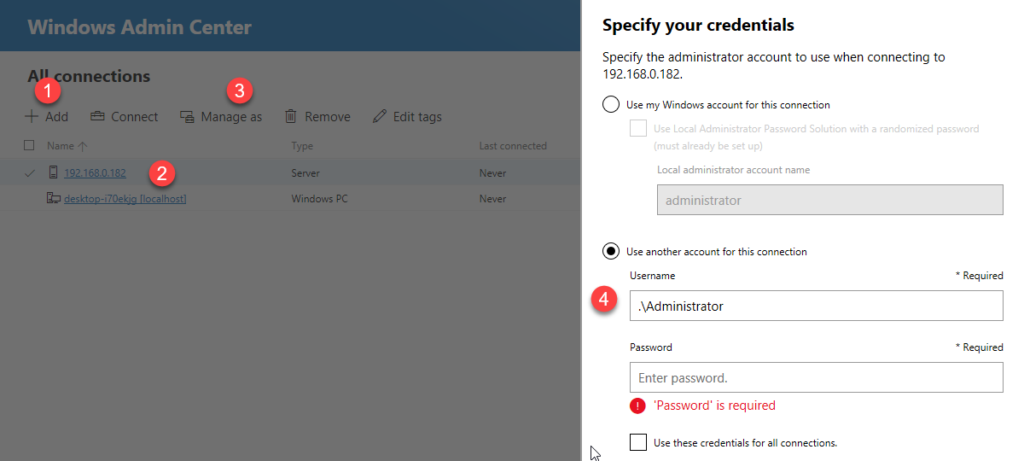 Windows Admin Center
All connections
1
3
Add Connect Manage as Remove Edit tags
Name Type Last connected
192.168.0.182 2 Server Never
desktop-i70ekjg [localhost] Windows PC Never
Specify your credentials
Specify the administrator account to use when connecting to
192.168.0.182.
Use my Windows account for this connection
Use Local Administrator Password Solution with a randomized password
(must already be set up)
Local administrator account name
administrator
Use another account for this connection
Username * Required
4 .\Administrator
Password * Required
Enter password.
! 'Password' is required
Use these credentials for all connections.